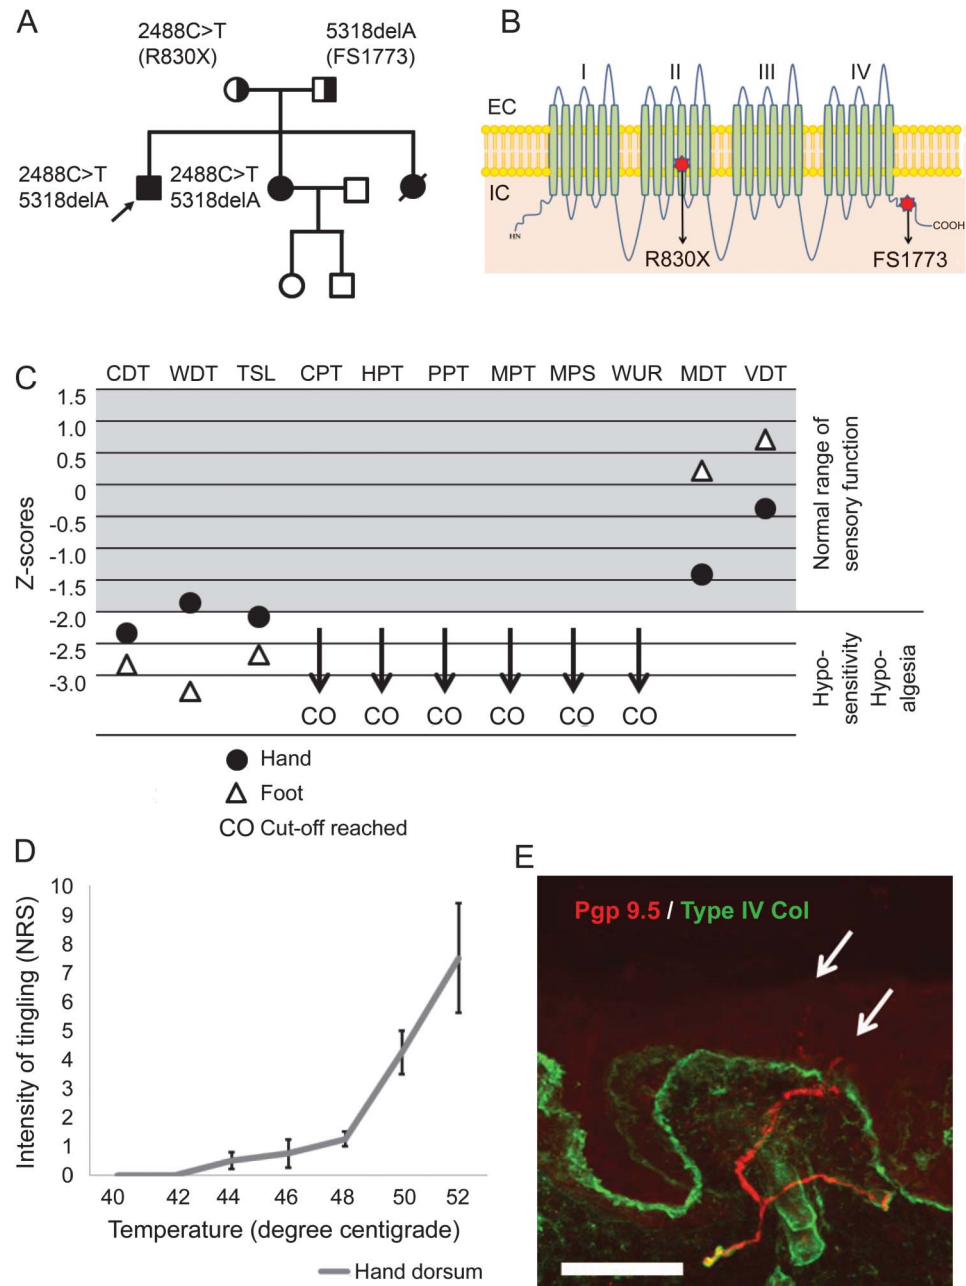 A
2488C>T
(R830X)
5318delA
(FS1773)
2488C>T
5318delA
2488C>T
5318delA
B
I II III IV
EC
IC
HN
COOH
R830X
FS1773
C
CDT WDT TSL CPT HPT PPT MPT MPS WUR MDT VDT
1.5
1.0
0.5
0
-0.5
-1.0
-1.5
-2.0
-2.5
-3.0
Z-scores
Normal range of
sensory function
Hypo-
sensitivity
Hypo-
algesia
CO CO CO CO CO CO
Hand
Foot
CO Cut-off reached
D
10
9
8
7
6
5
4
3
2
1
0
Intensity of tingling (NRS)
40 42 44 46 48 50 52
Temperature (degree centigrade)
Hand dorsum
E
Pgp 9.5 / Type IV Col